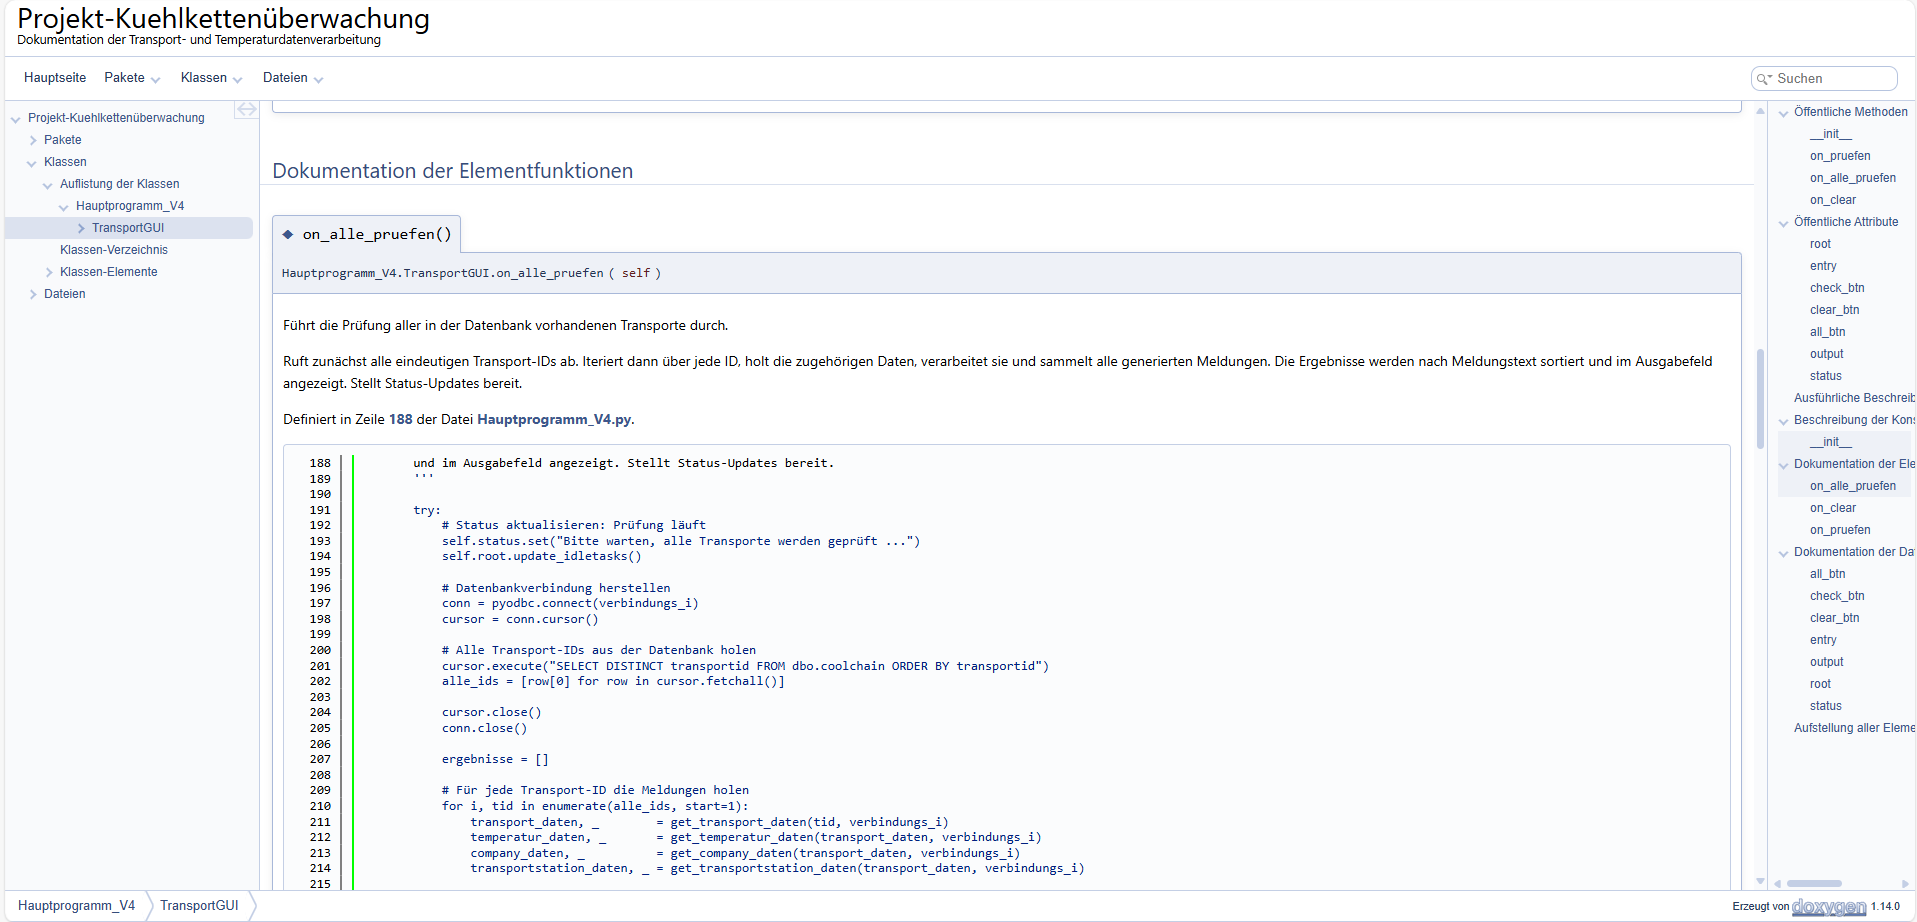 Projekt-Kuehlkettenüberwachung
Dokumentation der Transport- und Temperaturdatenverarbeitung
Hauptseite Pakete Klassen Dateien
Suchen
Projekt-Kuehlkettenüberwachung
Pakete
Klassen
Auflistung der Klassen
Hauptprogramm_V4
TransportGUI
Klassen-Verzeichnis
Klassen-Elemente
Dateien
Dokumentation der Elementfunktionen
◆ on_alle_pruefen()
Hauptprogramm_V4.TransportGUI.on_alle_pruefen ( self )
Führt die Prüfung aller in der Datenbank vorhandenen Transporte durch.
Ruft zunächst alle eindeutigen Transport-IDs ab. Iteriert dann über jede ID, holt die zugehörigen Daten, verarbeitet sie und sammelt alle generierten Meldungen. Die Ergebnisse werden nach Meldungstext sortiert und im Ausgabefeld
angezeigt. Stellt Status-Updates bereit.
Definiert in Zeile 188 der Datei Hauptprogramm_V4.py.
188 und im Ausgabefeld angezeigt. Stellt Status-Updates bereit.
189 '''
190
191 try:
192 # Status aktualisieren: Prüfung läuft
193 self.status.set("Bitte warten, alle Transporte werden geprüft ...")
194 self.root.update_idletasks()
195
196 # Datenbankverbindung herstellen
197 conn = pyodbc.connect(verbindungs_i)
198 cursor = conn.cursor()
199
200 # Alle Transport-IDs aus der Datenbank holen
201 cursor.execute("SELECT DISTINCT transportid FROM dbo.coolchain ORDER BY transportid")
202 alle_ids = [row[0] for row in cursor.fetchall()]
203
204 cursor.close()
205 conn.close()
206
207 ergebnisse = []
208
209 # Für jede Transport-ID die Meldungen holen
210 for i, tid in enumerate(alle_ids, start=1):
211 transport_daten, _ = get_transport_daten(tid, verbindungs_i)
212 temperatur_daten, _ = get_temperatur_daten(transport_daten, verbindungs_i)
213 company_daten, _ = get_company_daten(transport_daten, verbindungs_i)
214 transportstation_daten, _ = get_transportstation_daten(transport_daten, verbindungs_i)
215
Öffentliche Methoden
__init__
on_pruefen
on_alle_pruefen
on_clear
Öffentliche Attribute
root
entry
check_btn
clear_btn
all_btn
output
status
Ausführliche Beschreib
Beschreibung der Kons
__init__
Dokumentation der Ele
on_alle_pruefen
on_clear
on_pruefen
Dokumentation der Dat
all_btn
check_btn
clear_btn
entry
output
root
status
Aufstellung aller Eleme
Hauptprogramm_V4 TransportGUI
Erzeugt von doxygen 1.14.0